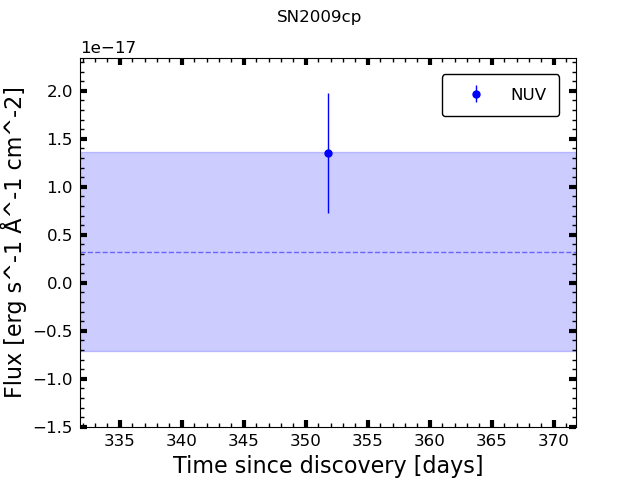 SN2009cp
1e−17
NUV
2.0
1.5
1.0
0.5
0.0
−0.5
−1.0
−1.5
335 340 345 350 355 360 365 370
Time since discovery [days]
Flux [erg s^-1 Å^-1 cm^-2]